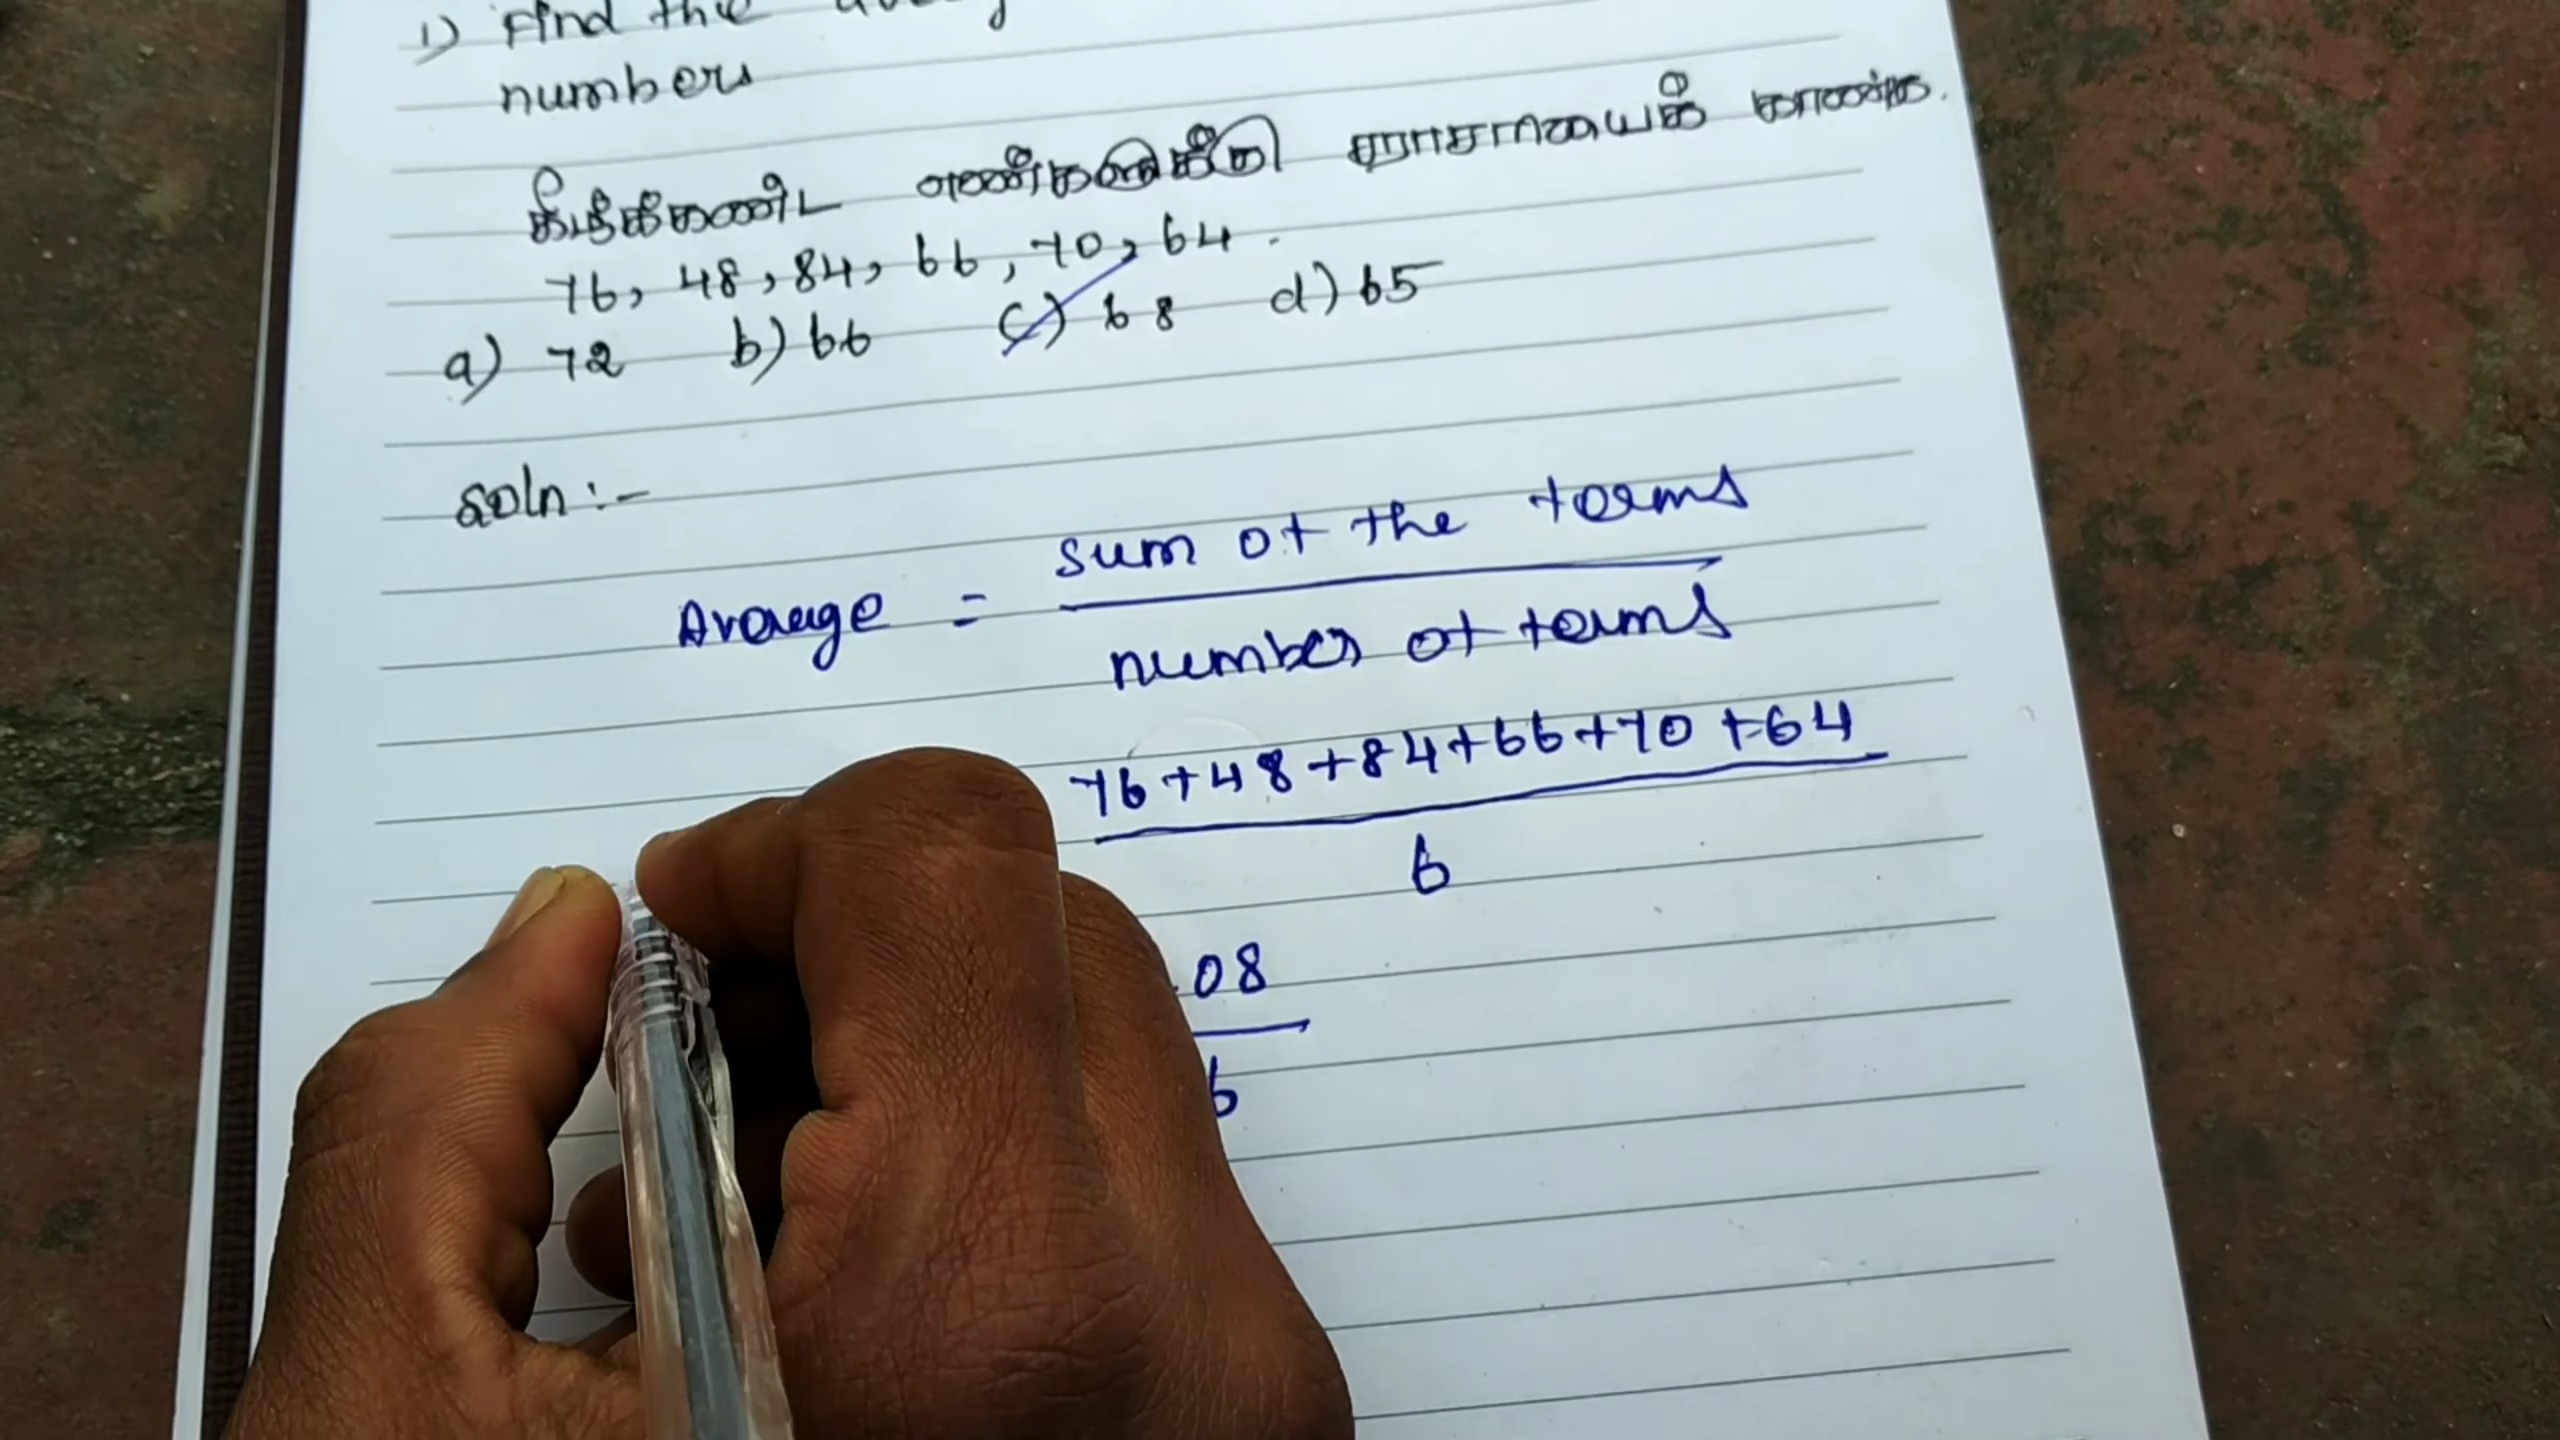 1) Find the
numbers
கீழ்க்கண்ட எண்களுக்கு சராசரியைக் காண்க.
76, 48, 84, 66, 70, 64.
a) 72 b) 66 c) 68 d) 65
Soln :-
sum of the terms
Average =
number of terms
76+48+84+66+70+64
6
08
6